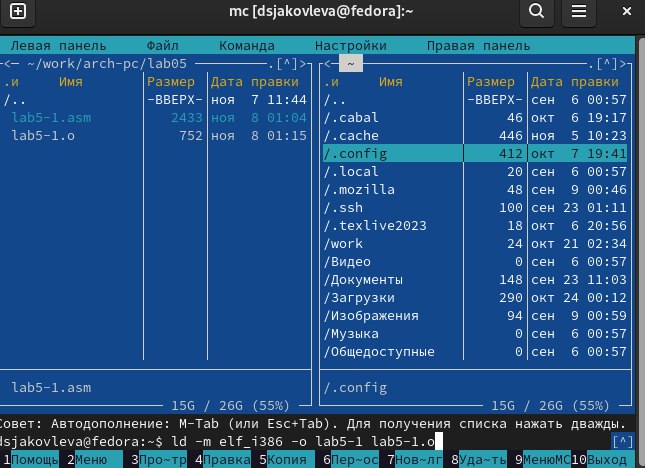 mc [dsjakovleva@fedora]:~
Левая панель Файл Команда Настройки Правая панель
<- ~/work/arch-pc/lab05 .[^]>
.и Имя Размер Дата правки
/.. -ВВЕРХ- ноя 7 11:44
lab5-1.asm 2433 ноя 8 01:04
lab5-1.o 752 ноя 8 01:15
lab5-1.asm
15G / 26G (55%)
<- ~ .[^]>
.и Имя Размер Дата правки
/.. -ВВЕРХ- сен 6 00:57
/.cabal 46 окт 6 19:17
/.cache 446 ноя 5 10:23
/.config 412 окт 7 19:41
/.local 20 сен 6 00:57
/.mozilla 48 сен 9 00:46
/.ssh 100 сен 23 01:11
/.texlive2023 18 окт 6 20:56
/work 24 окт 21 02:34
/Видео 0 сен 6 00:57
/Документы 148 сен 23 11:03
/Загрузки 290 окт 24 00:12
/Изображения 94 сен 9 00:59
/Музыка 0 сен 6 00:57
/Общедоступные 0 сен 6 00:57
/.config
15G / 26G (55%)
Совет: Автодополнение: M-Tab (или Esc+Tab). Для получения списка нажать дважды.
dsjakovleva@fedora:~$ ld -m elf_i386 -o lab5-1 lab5-1.o [^]
1Помощь 2Меню 3Про~тр 4Правка 5Копия 6Пер~ос 7Нов~лг 8Уда~ть 9МенюMC 10Выход